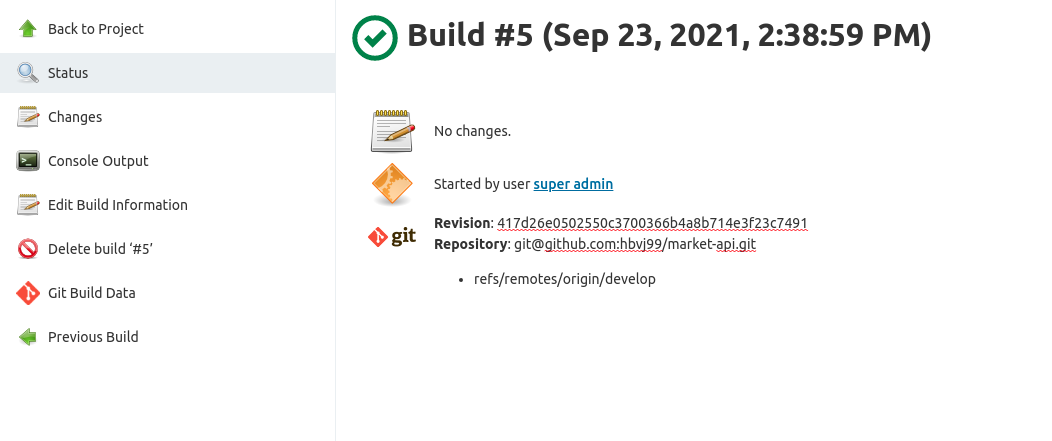 Back to Project
Status
Changes
Console Output
Edit Build Information
Delete build ‘#5’
Git Build Data
Previous Build
Build #5 (Sep 23, 2021, 2:38:59 PM)
No changes.
Started by user super admin
git
Revision: 417d26e0502550c3700366b4a8b714e3f23c7491
Repository: git@github.com:hbvj99/market-api.git
• refs/remotes/origin/develop